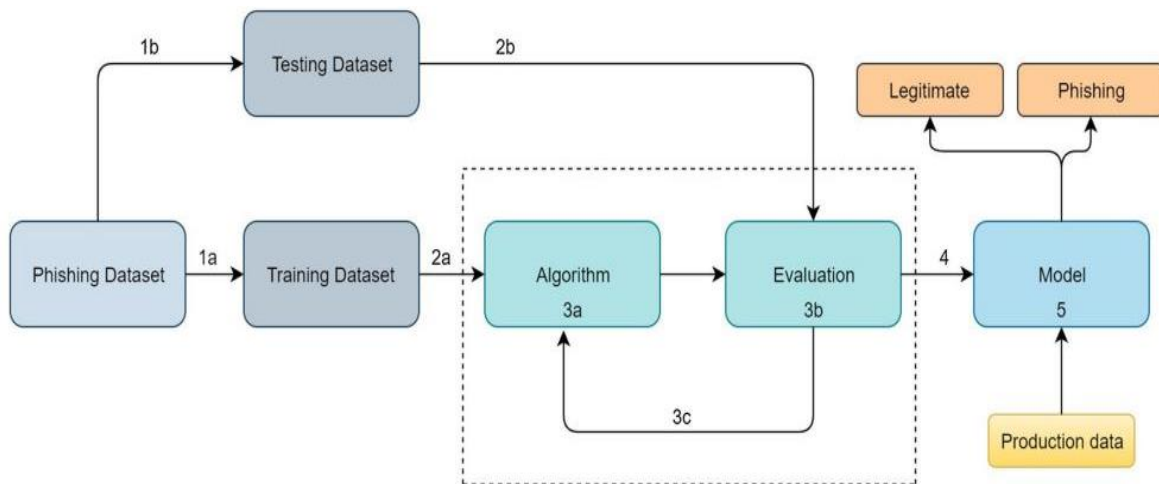 1b
Testing Dataset
2b
Legitimate
Phishing
Phishing Dataset
1a
Training Dataset
2a
Algorithm
3a
Evaluation
3b
4
Model
5
3c
Production data